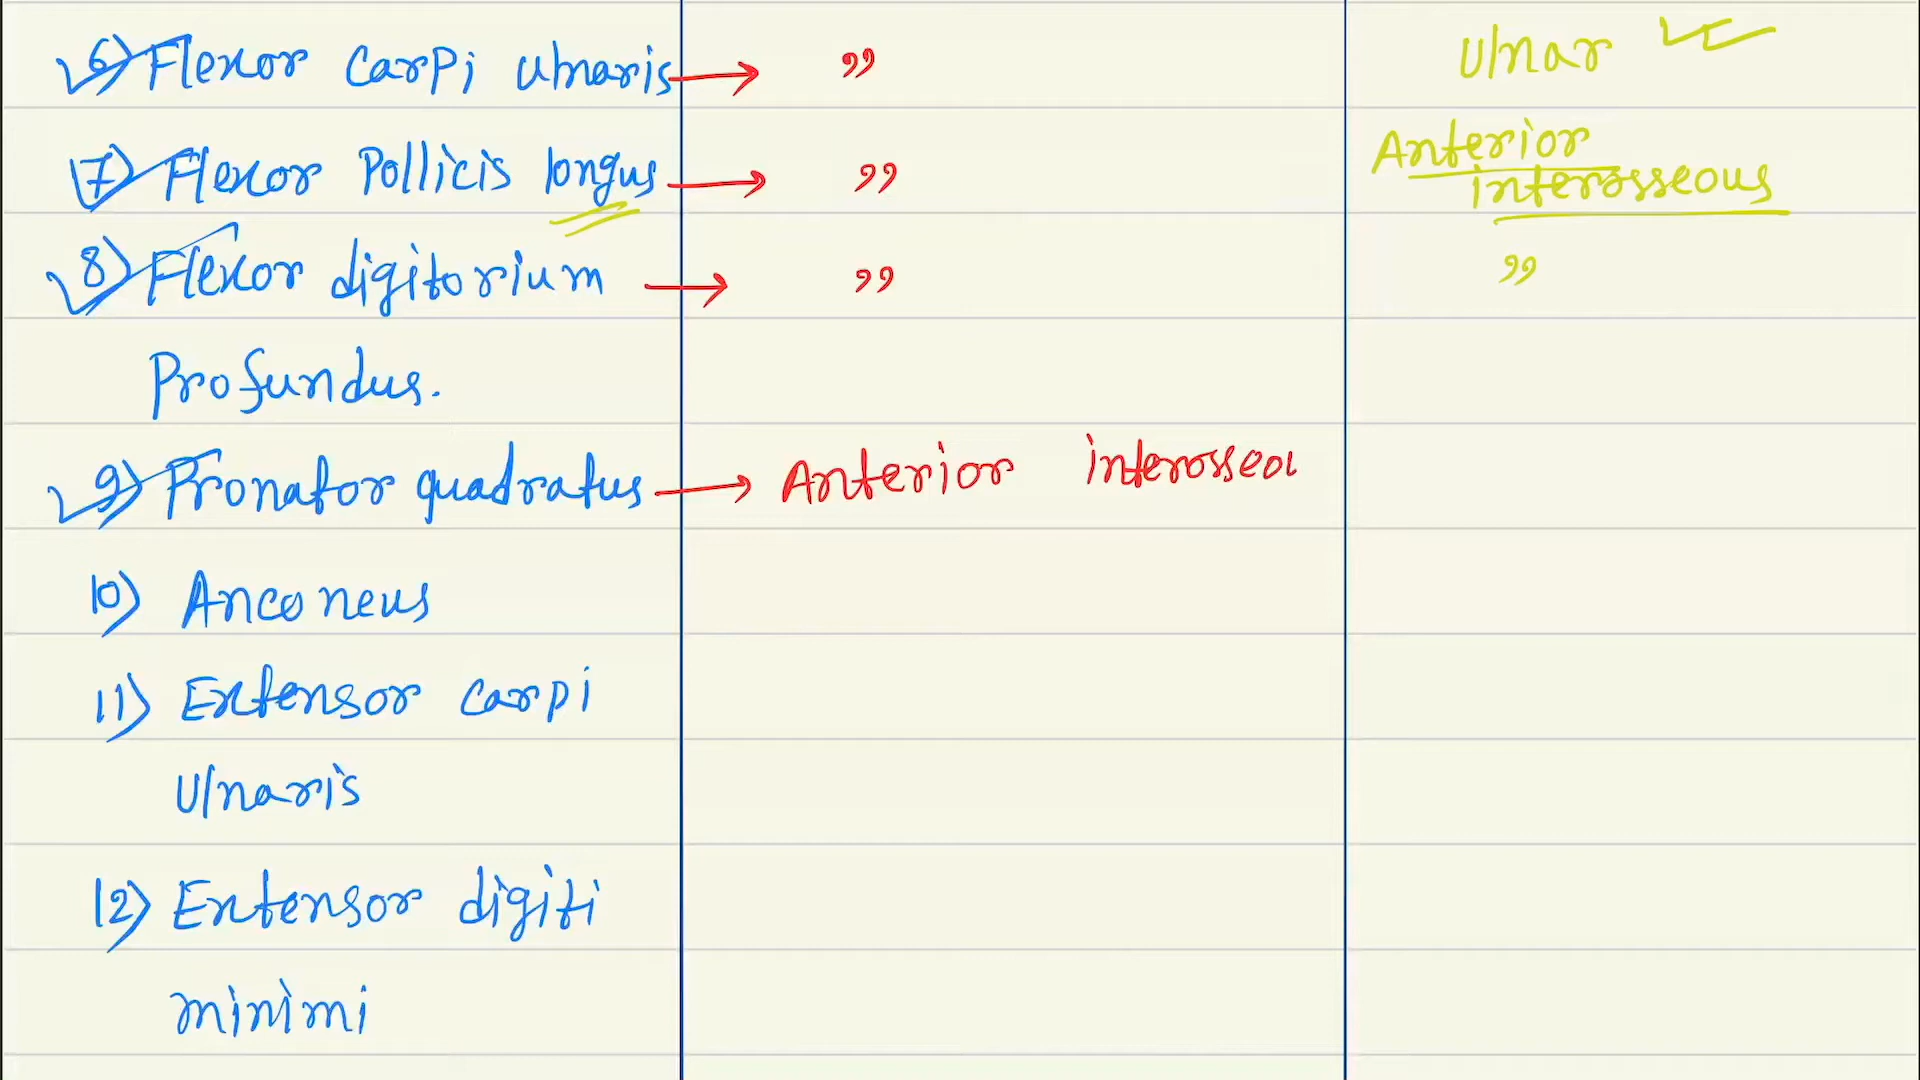 6) Flexor carpi ulnaris → " Ulnar
7) Flexor Pollicis longus → " Anterior interosseous
8) Flexor digitorium → " "
Profundus.
9) Pronator quadratus → Anterior interosseou
10) Anconeus
11) Extensor carpi
Ulnaris
12) Extensor digiti
minimi